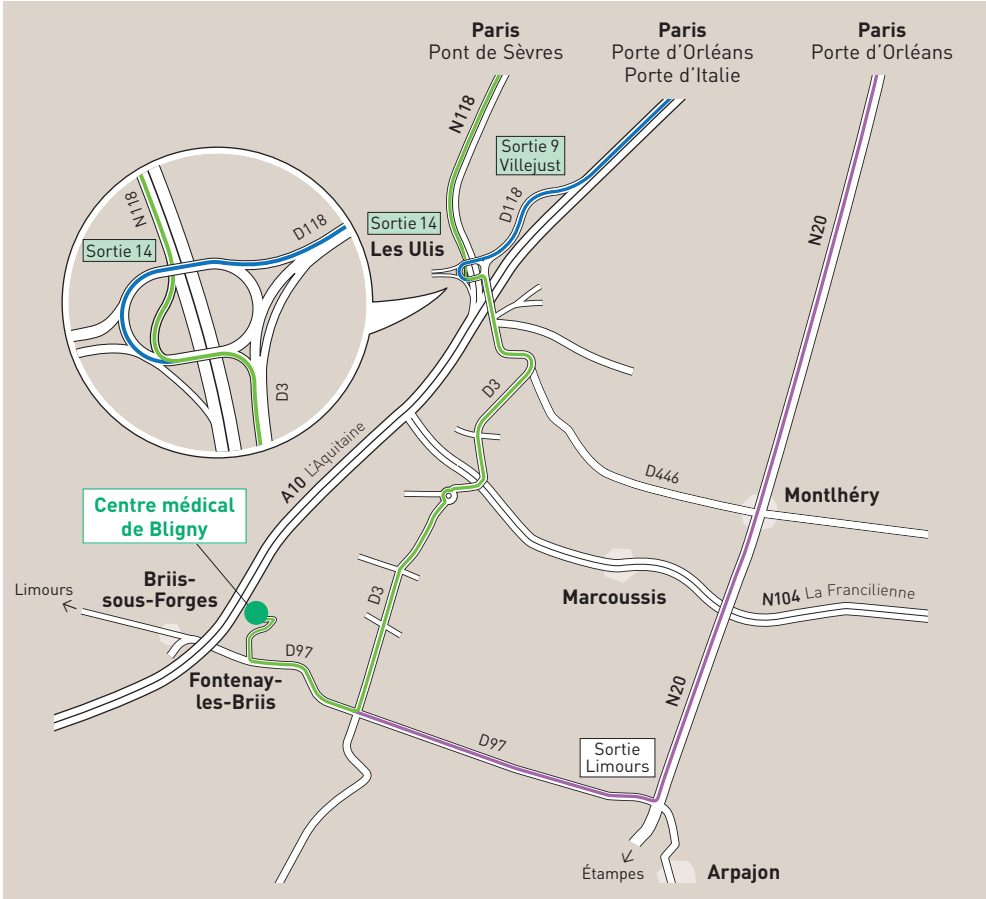 Paris
Pont de Sèvres
Paris
Porte d'Orléans
Porte d'Italie
Paris
Porte d'Orléans
N118
Sortie 9
Villejust
D118
N20
Sortie 14
Les Ulis
N118
D118
Sortie 14
D3
D3
A10 L'Aquitaine
D446
Montlhéry
Centre médical
de Bligny
Limours
Briis-
sous-Forges
D3
Marcoussis
N104 La Francilienne
D97
Fontenay-
les-Briis
N20
D97
Sortie
Limours
Étampes
Arpajon